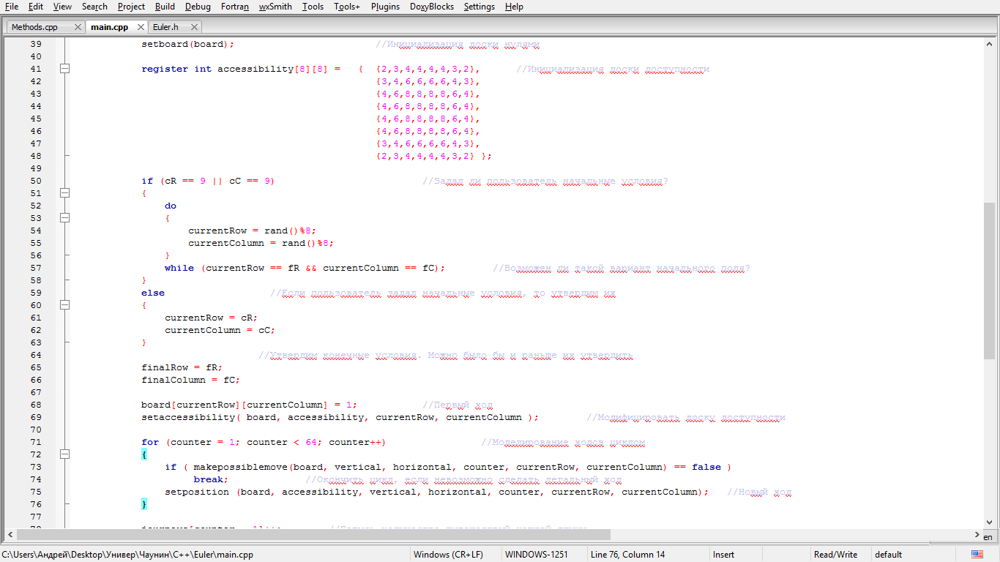 File Edit View Search Project Build Debug Fortran wxSmith Tools Tools+ Plugins DoxyBlocks Settings Help
Methods.cpp main.cpp Euler.h
39 setboard(board); //Инициализация доски нулями
40
41 register int accessibility[8][8] = { {2,3,4,4,4,4,3,2}, //Инициализация доски доступности
42 {3,4,6,6,6,6,4,3},
43 {4,6,8,8,8,8,6,4},
44 {4,6,8,8,8,8,6,4},
45 {4,6,8,8,8,8,6,4},
46 {4,6,8,8,8,8,6,4},
47 {3,4,6,6,6,6,4,3},
48 {2,3,4,4,4,4,3,2} };
49
50 if (cR == 9 || cC == 9) //Задал ли пользователь начальные условия?
51 {
52 do
53 {
54 currentRow = rand()%8;
55 currentColumn = rand()%8;
56 }
57 while (currentRow == fR && currentColumn == fC); //Возможен ли такой вариант начального поля?
58 }
59 else //Если пользователь задал начальные условия, то утвердим их
60 {
61 currentRow = cR;
62 currentColumn = cC;
63 }
64 //Утвердим конечные условия. Можно было бы и раньше их утвердить
65 finalRow = fR;
66 finalColumn = fC;
67
68 board[currentRow][currentColumn] = 1; //Первый ход
69 setaccessibility( board, accessibility, currentRow, currentColumn ); //Модифицировать доску доступности
70
71 for (counter = 1; counter < 64; counter++) //Моделирование ходов циклом
72 {
73 if ( makepossiblemove(board, vertical, horizontal, counter, currentRow, currentColumn) == false )
74 break; //Окончить цикл, если невозможно сделать легальный ход
75 setposition (board, accessibility, vertical, horizontal, counter, currentRow, currentColumn); //Новый ход
76 }
77
en
C:\Users\Андрей\Desktop\Универ\Чаунин\C++\Euler\main.cpp Windows (CR+LF) WINDOWS-1251 Line 76, Column 14 Insert Read/Write default